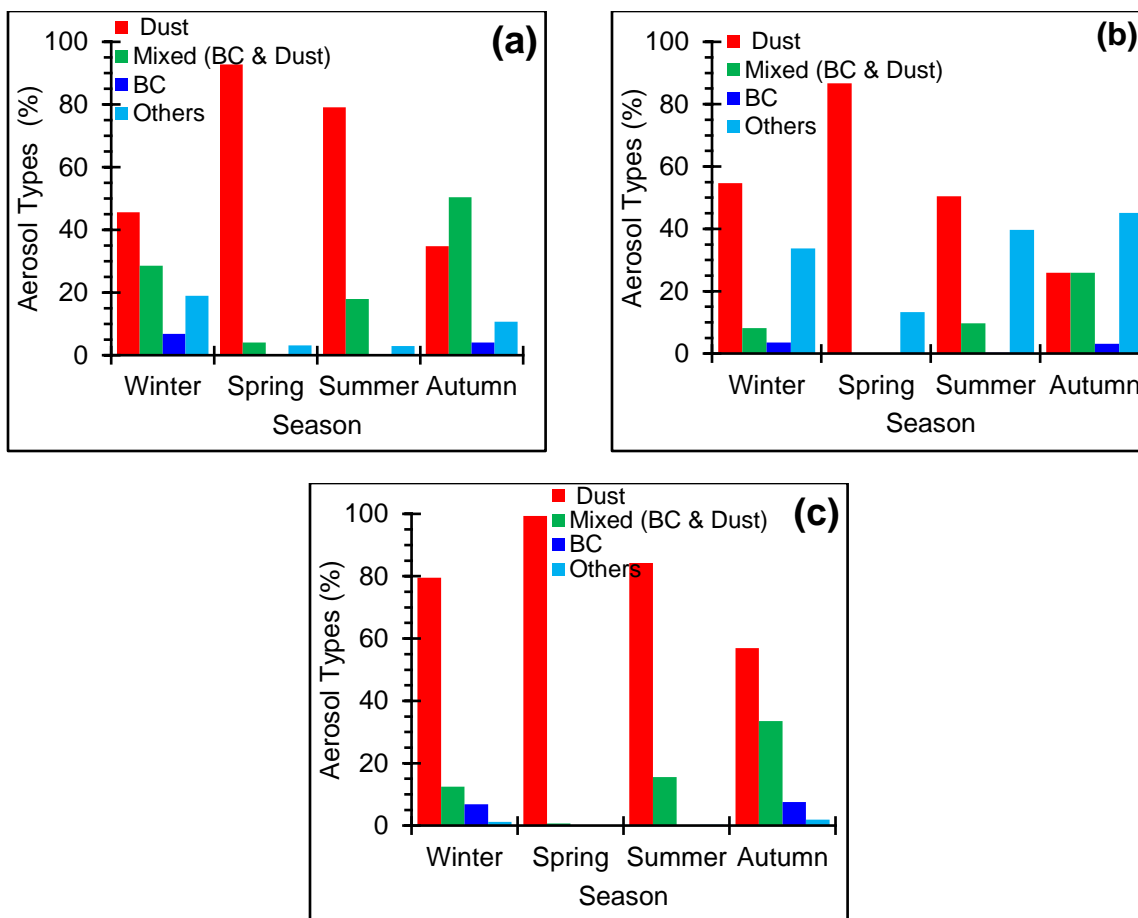 (a)
Dust
Mixed (BC & Dust)
BC
Others
100
80
60
40
20
0
Aerosol Types (%)
Winter Spring Summer Autumn
Season
(b)
Dust
Mixed (BC & Dust)
BC
Others
100
80
60
40
20
0
Aerosol Types (%)
Winter Spring Summer Autumn
Season
(c)
Dust
Mixed (BC & Dust)
BC
Others
100
80
60
40
20
0
Aerosol Types (%)
Winter Spring Summer Autumn
Season